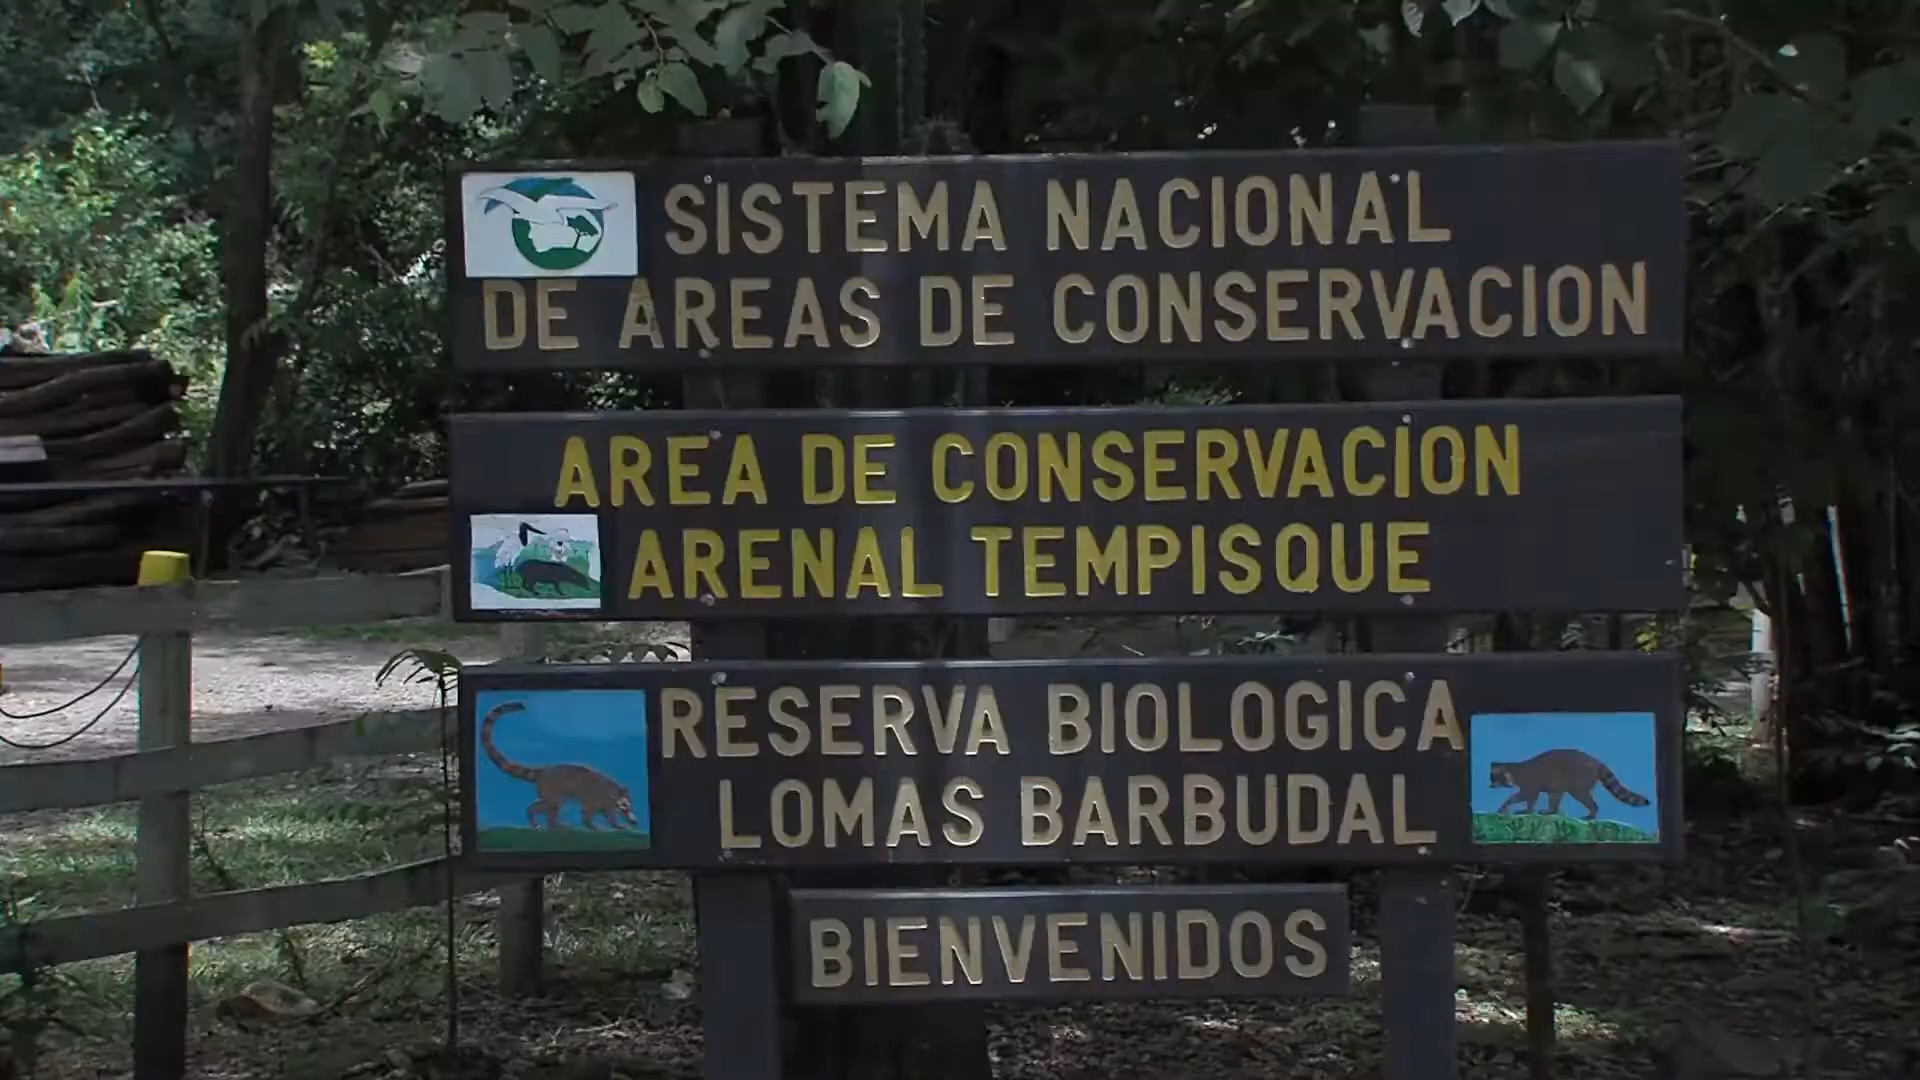 SISTEMA NACIONAL
DE AREAS DE CONSERVACION
AREA DE CONSERVACION
ARENAL TEMPISQUE
RESERVA BIOLOGICA
LOMAS BARBUDAL
BIENVENIDOS